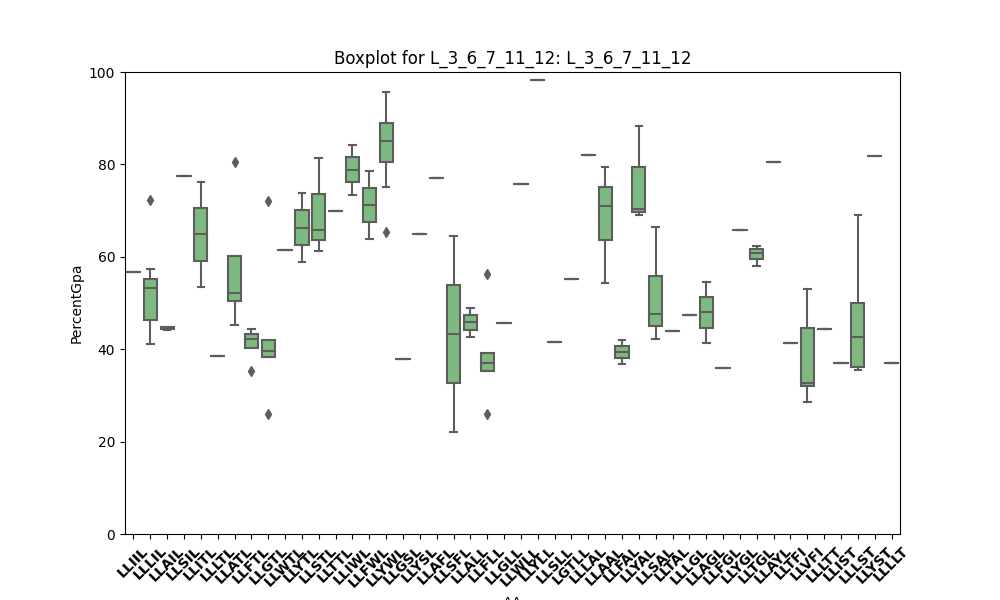 Boxplot for L_3_6_7_11_12: L_3_6_7_11_12
PercentGpa
100
80
60
40
20
0
LLIIL
LLLIL
LLAIL
LLSIL
LLITL
LLLTL
LLATL
LLFTL
LLGTL
LLWTL
LLYTL
LLSTL
LLTTL
LLIWL
LLFWL
LLYWL
LLGSL
LLYSL
LLAFL
LLSFL
LLALL
LLFLL
LLGLL
LLWLL
LLYLL
LLSLL
LGTLL
LLLAL
LLAAL
LLFAL
LLYAL
LLSAL
LLTAL
LLLGL
LLAGL
LLFGL
LLYGL
LLTGL
LLAYL
LLTFI
LLVFI
LLLTT
LLIST
LLLST
LLYST
LLLLT